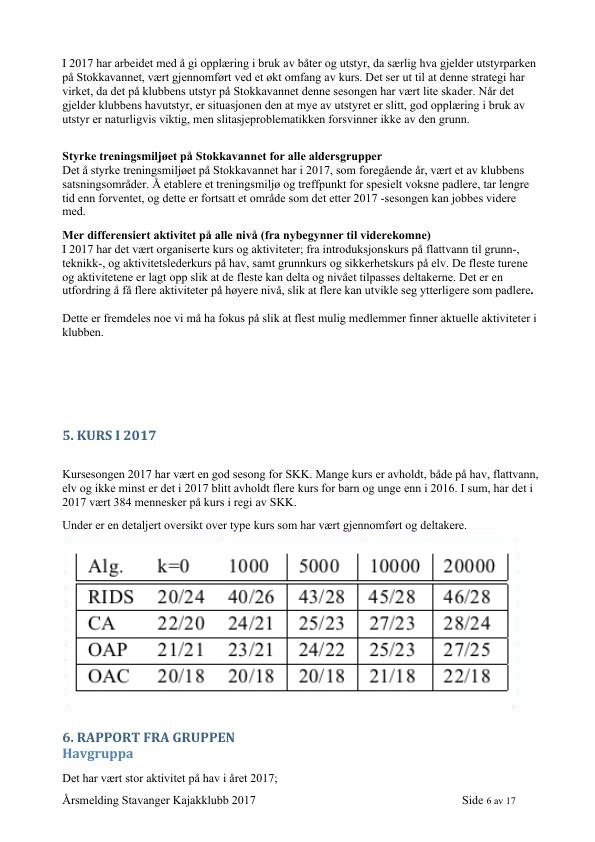 I 2017 har arbeidet med å gi opplæring i bruk av båter og utstyr, da særlig hva gjelder utstyrparken
på Stokkavannet, vært gjennomført ved et økt omfang av kurs. Det ser ut til at denne strategi har
virket, da det på klubbens utstyr på Stokkavannet denne sesongen har vært lite skader. Når det
gjelder klubbens havutstyr, er situasjonen den at mye av utstyret er slitt, god opplæring i bruk av
utstyr er naturligvis viktig, men slitasjeproblematikken forsvinner ikke av den grunn.
Styrke treningsmiljøet på Stokkavannet for alle aldersgrupper
Det å styrke treningsmiljøet på Stokkavannet har i 2017, som foregående år, vært et av klubbens
satsningsområder. Å etablere et treningsmiljø og treffpunkt for spesielt voksne padlere, tar lengre
tid enn forventet, og dette er fortsatt et område som det etter 2017 -sesongen kan jobbes videre
med.
Mer differensiert aktivitet på alle nivå (fra nybegynner til viderekomne)
I 2017 har det vært organiserte kurs og aktiviteter; fra introduksjonskurs på flattvann til grunn-,
teknikk-, og aktivitetslederkurs på hav, samt grunnkurs og sikkerhetskurs på elv. De fleste turene
og aktivitetene er lagt opp slik at de fleste kan delta og nivået tilpasses deltakerne. Det er en
utfordring å få flere aktiviteter på høyere nivå, slik at flere kan utvikle seg ytterligere som padlere.
Dette er fremdeles noe vi må ha fokus på slik at flest mulig medlemmer finner aktuelle aktiviteter i
klubben.
5. KURS I 2017
Kursesongen 2017 har vært en god sesong for SKK. Mange kurs er avholdt, både på hav, flattvann,
elv og ikke minst er det i 2017 blitt avholdt flere kurs for barn og unge enn i 2016. I sum, har det i
2017 vært 384 mennesker på kurs i regi av SKK.
Under er en detaljert oversikt over type kurs som har vært gjennomført og deltakere.
Alg. k=0 1000 5000 10000 20000
RIDS 20/24 40/26 43/28 45/28 46/28
CA 22/20 24/21 25/23 27/23 28/24
OAP 21/21 23/21 24/22 25/23 27/25
OAC 20/18 20/18 20/18 21/18 22/18
6. RAPPORT FRA GRUPPEN
Havgruppa
Det har vært stor aktivitet på hav i året 2017;
Årsmelding Stavanger Kajakklubb 2017 Side 6 av 17